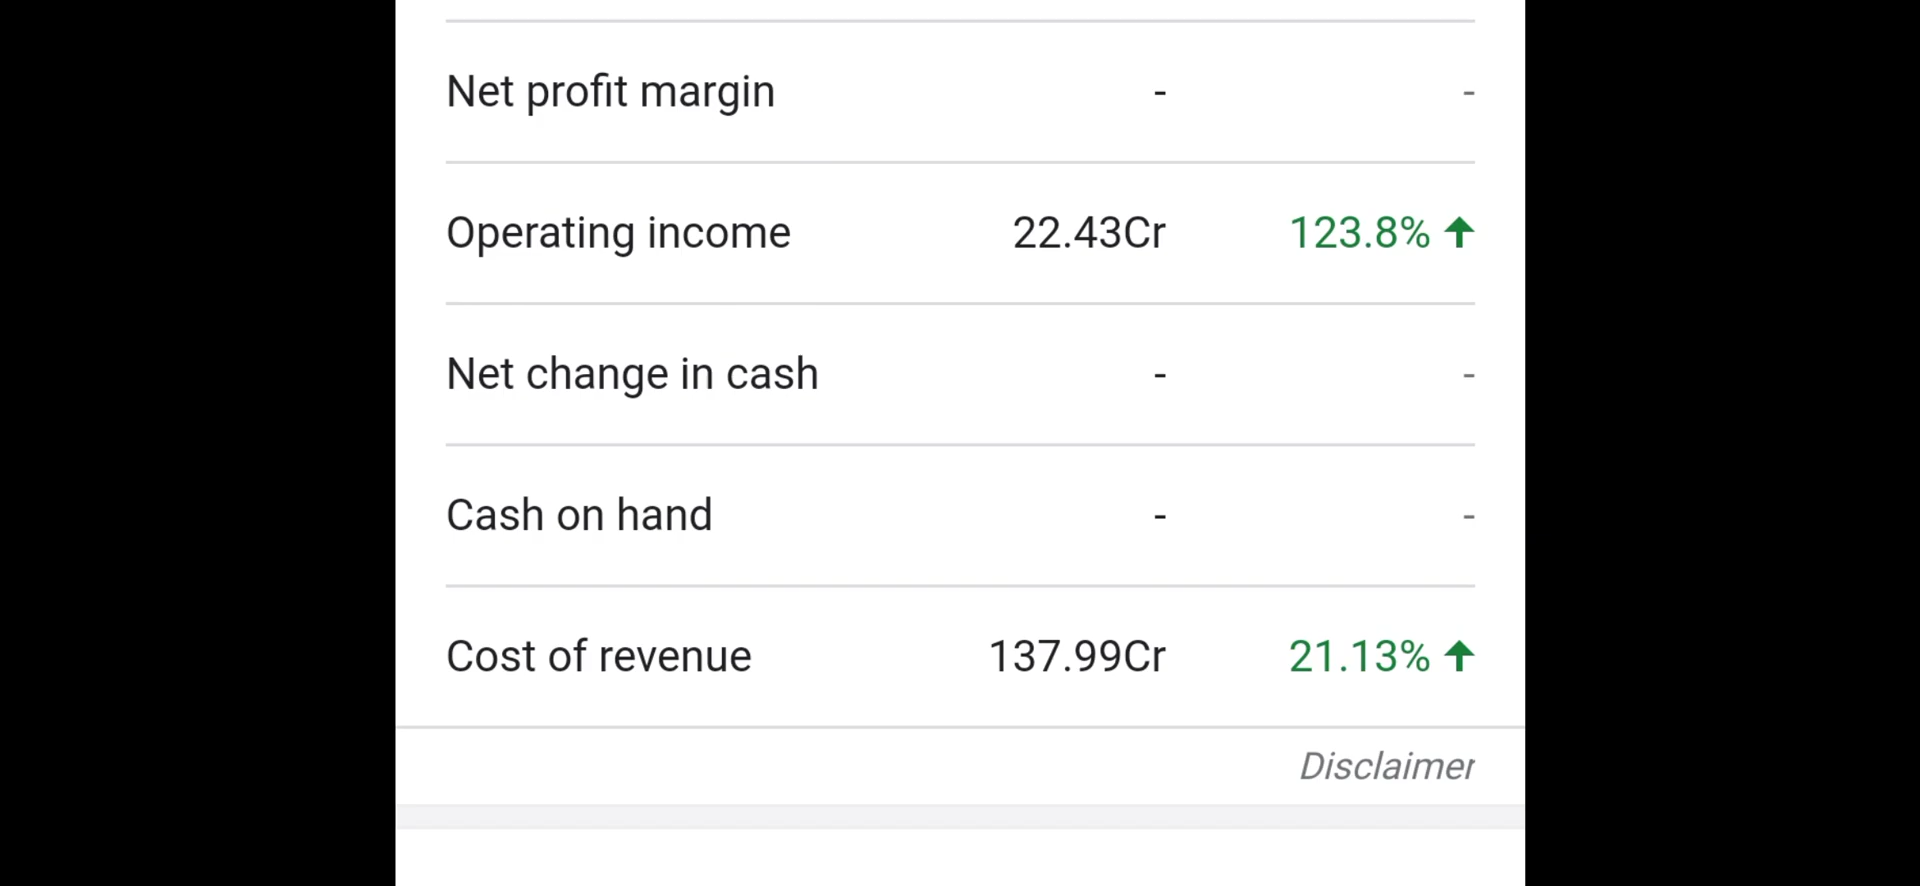 Net profit margin - -
Operating income 22.43Cr 123.8% ↑
Net change in cash - -
Cash on hand - -
Cost of revenue 137.99Cr 21.13% ↑
Disclaimer